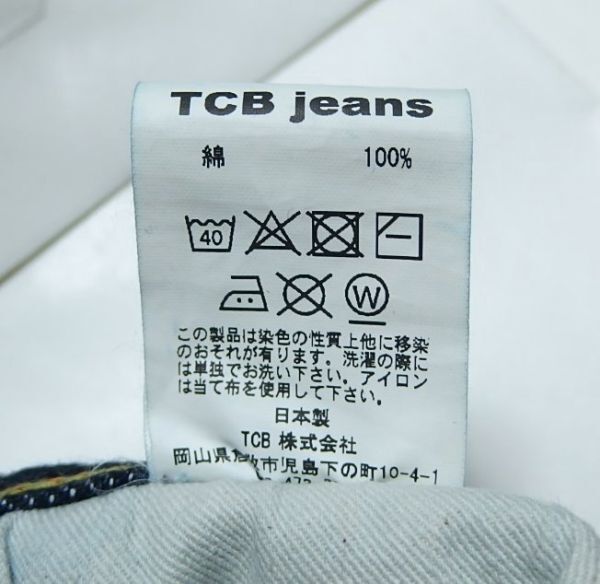 TCB jeans
綿 100%
40
W
この製品は染色の性質上他に移染
のおそれが有ります。洗濯の際に
は単独でお洗い下さい。アイロン
は当て布を使用して下さい。
日本製
TCB 株式会社
岡山県倉敷市児島下の町10-4-1